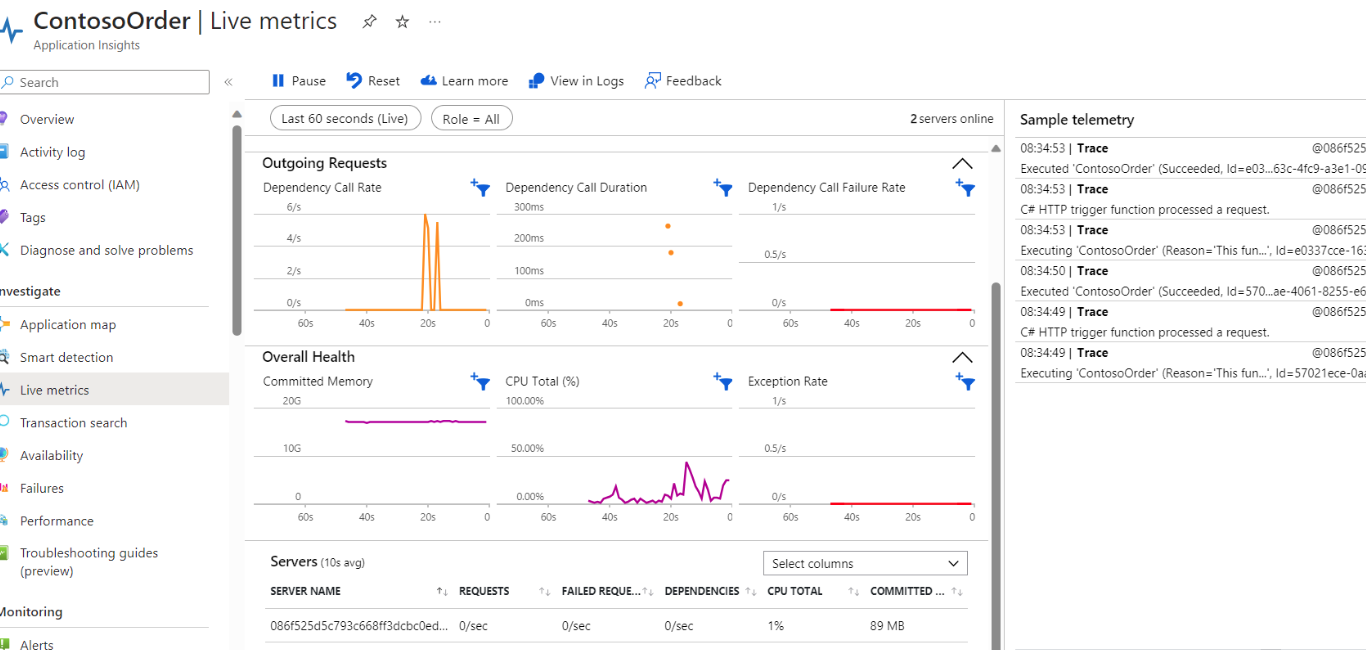 ContosoOrder | Live metrics
Application Insights
Search
Overview
Activity log
Access control (IAM)
Tags
Diagnose and solve problems
Investigate
Application map
Smart detection
Live metrics
Transaction search
Availability
Failures
Performance
Troubleshooting guides
(preview)
Monitoring
Alerts
Pause Reset Learn more View in Logs Feedback
Last 60 seconds (Live) Role = All 2 servers online
Outgoing Requests
Dependency Call Rate
6/s
4/s
2/s
0/s
60s 40s 20s 0
Dependency Call Duration
300ms
200ms
100ms
0ms
60s 40s 20s 0
Dependency Call Failure Rate
1/s
0.5/s
0/s
60s 40s 20s 0
Overall Health
Committed Memory
20G
10G
0
60s 40s 20s 0
CPU Total (%)
100.00%
50.00%
0.00%
60s 40s 20s 0
Exception Rate
1/s
0.5/s
0/s
60s 40s 20s 0
Servers (10s avg) Select columns
SERVER NAME REQUESTS FAILED REQUE... DEPENDENCIES CPU TOTAL COMMITTED ...
086f525d5c793c668ff3dcbc0ed... 0/sec 0/sec 0/sec 1% 89 MB
Sample telemetry
08:34:53 | Trace @086f525
Executed 'ContosoOrder' (Succeeded, Id=e03...63c-4fc9-a3e1-09
08:34:53 | Trace @086f525
C# HTTP trigger function processed a request.
08:34:53 | Trace @086f525
Executing 'ContosoOrder' (Reason='This fun...', Id=e0337cce-163
08:34:50 | Trace @086f525
Executed 'ContosoOrder' (Succeeded, Id=570...ae-4061-8255-e6
08:34:49 | Trace @086f525
C# HTTP trigger function processed a request.
08:34:49 | Trace @086f525
Executing 'ContosoOrder' (Reason='This fun...', Id=57021ece-0aa